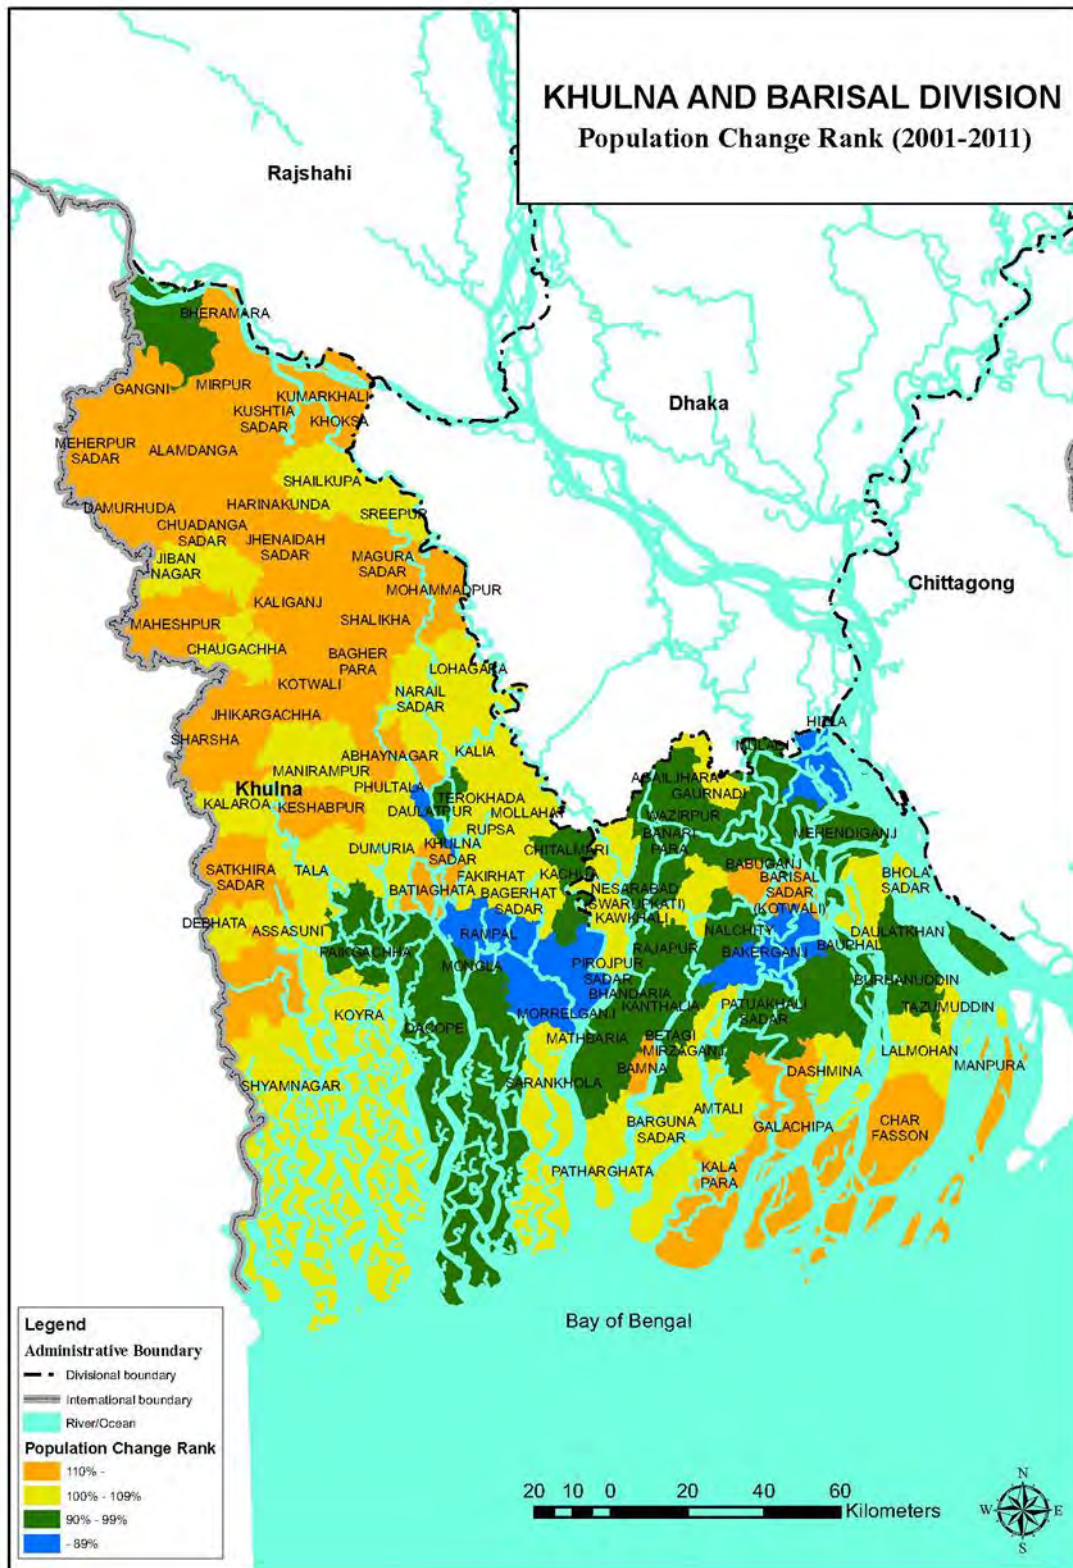 KHULNA AND BARISAL DIVISION
Population Change Rank (2001-2011)
Rajshahi
BHERAMARA
GANGNI
MIRPUR
KUMARKHALI
KUSHTIA
SADAR
KHOKSA
Dhaka
MEHERPUR
SADAR
ALAMDANGA
SHAILKUPA
DAMURHUDA
HARINAKUNDA
SREEPUR
CHUADANGA
SADAR
JHENAIDAH
SADAR
MAGURA
SADAR
JIBAN
NAGAR
MOHAMMADPUR
Chittagong
KALIGANJ
MAHESHPUR
SHALIKHA
CHAUGACHHA
BAGHER
PARA
LOHAGARA
KOTWALI
NARAIL
SADAR
JHIKARGACHHA
SHARSHA
ABHAYNAGAR
KALIA
HIZLA
MULADI
MANIRAMPUR
Khulna
PHULTALA
AGAILJHARA
GAURNADI
KALAROA
KESHABPUR
DAULATPUR
TEROKHADA
MOLLAHAT
WAZIRPUR
RUPSA
BANARI
PARA
MEHENDIGANJ
DUMURIA
KHULNA
SADAR
CHITALMARI
SATKHIRA
SADAR
TALA
FAKIRHAT
KACHUA
BABUGANJ
BARISAL
SADAR
(KOTWALI)
BHOLA
SADAR
BATIAGHATA
BAGERHAT
SADAR
NESARABAD
(SWARUPKATI)
KAWKHALI
DEBHATA
ASSASUNI
RAMPAL
NALCHITY
DAULATKHAN
PAIKGACHHA
RAJAPUR
BAKERGANJ
BAUPHAL
MONGLA
PIROJPUR
SADAR
BHANDARIA
BURHANUDDIN
KOYRA
MORRELGANJ
KANTHALIA
PATUAKHALI
SADAR
TAZUMUDDIN
DACOPE
MATHBARIA
BETAGI
MIRZAGANJ
LALMOHAN
MANPURA
SHYAMNAGAR
SARANKHOLA
BAMNA
DASHMINA
BARGUNA
SADAR
AMTALI
GALACHIPA
CHAR
FASSON
PATHARGHATA
KALA
PARA
Bay of Bengal
Legend
Administrative Boundary
Divisional boundary
International boundary
River/Ocean
Population Change Rank
110% -
100% - 109%
90% - 99%
- 89%
20 10 0 20 40 60
Kilometers
N
W E
S